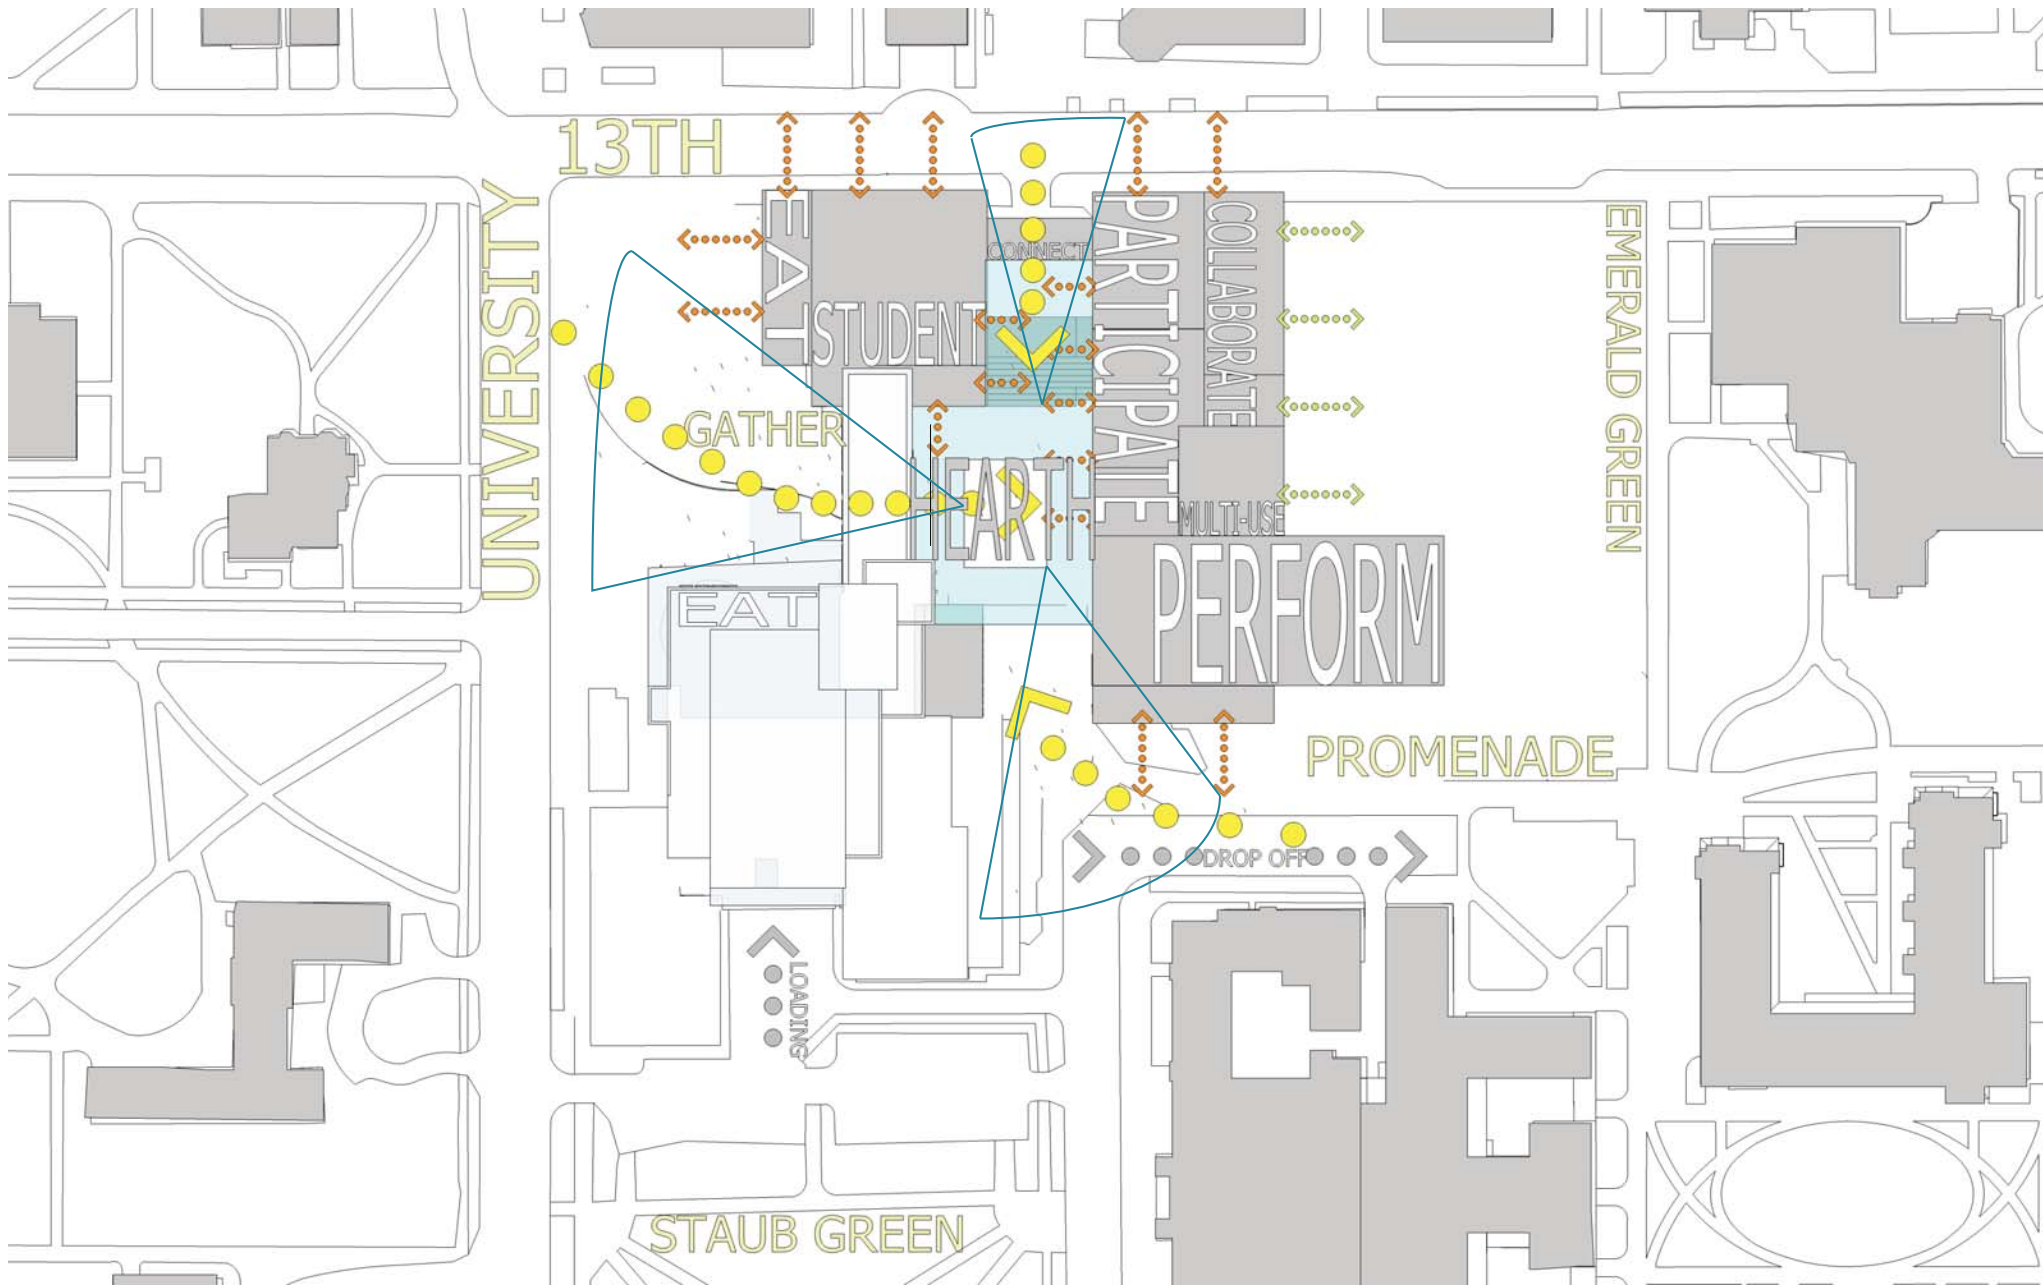 13TH
UNIVERSITY
EAT
STUDENT
CONNECT
PARTICIPATE
COLLABORATE
EMERALD GREEN
GATHER
HEARTH
MULTI-USE
PERFORM
EAT
PROMENADE
DROP OFF
LOADING
STAUB GREEN